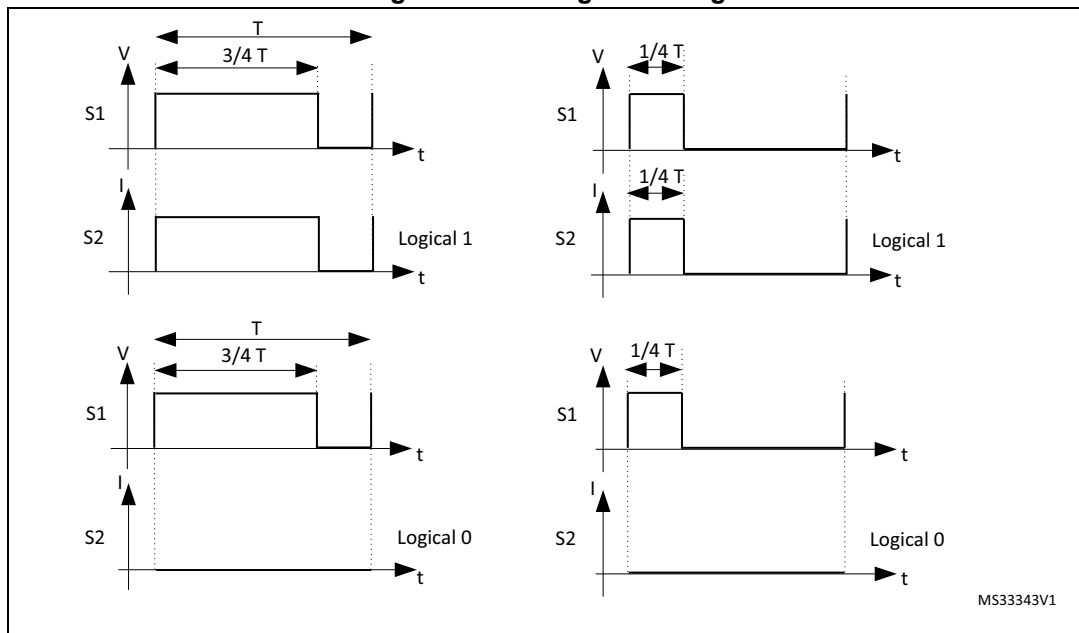 T
3/4 T
V
S1
t
I
S2
Logical 1
t
1/4 T
V
S1
t
1/4 T
I
S2
Logical 1
t
T
3/4 T
V
S1
t
I
S2
Logical 0
t
1/4 T
V
S1
t
I
S2
Logical 0
t
MS33343V1